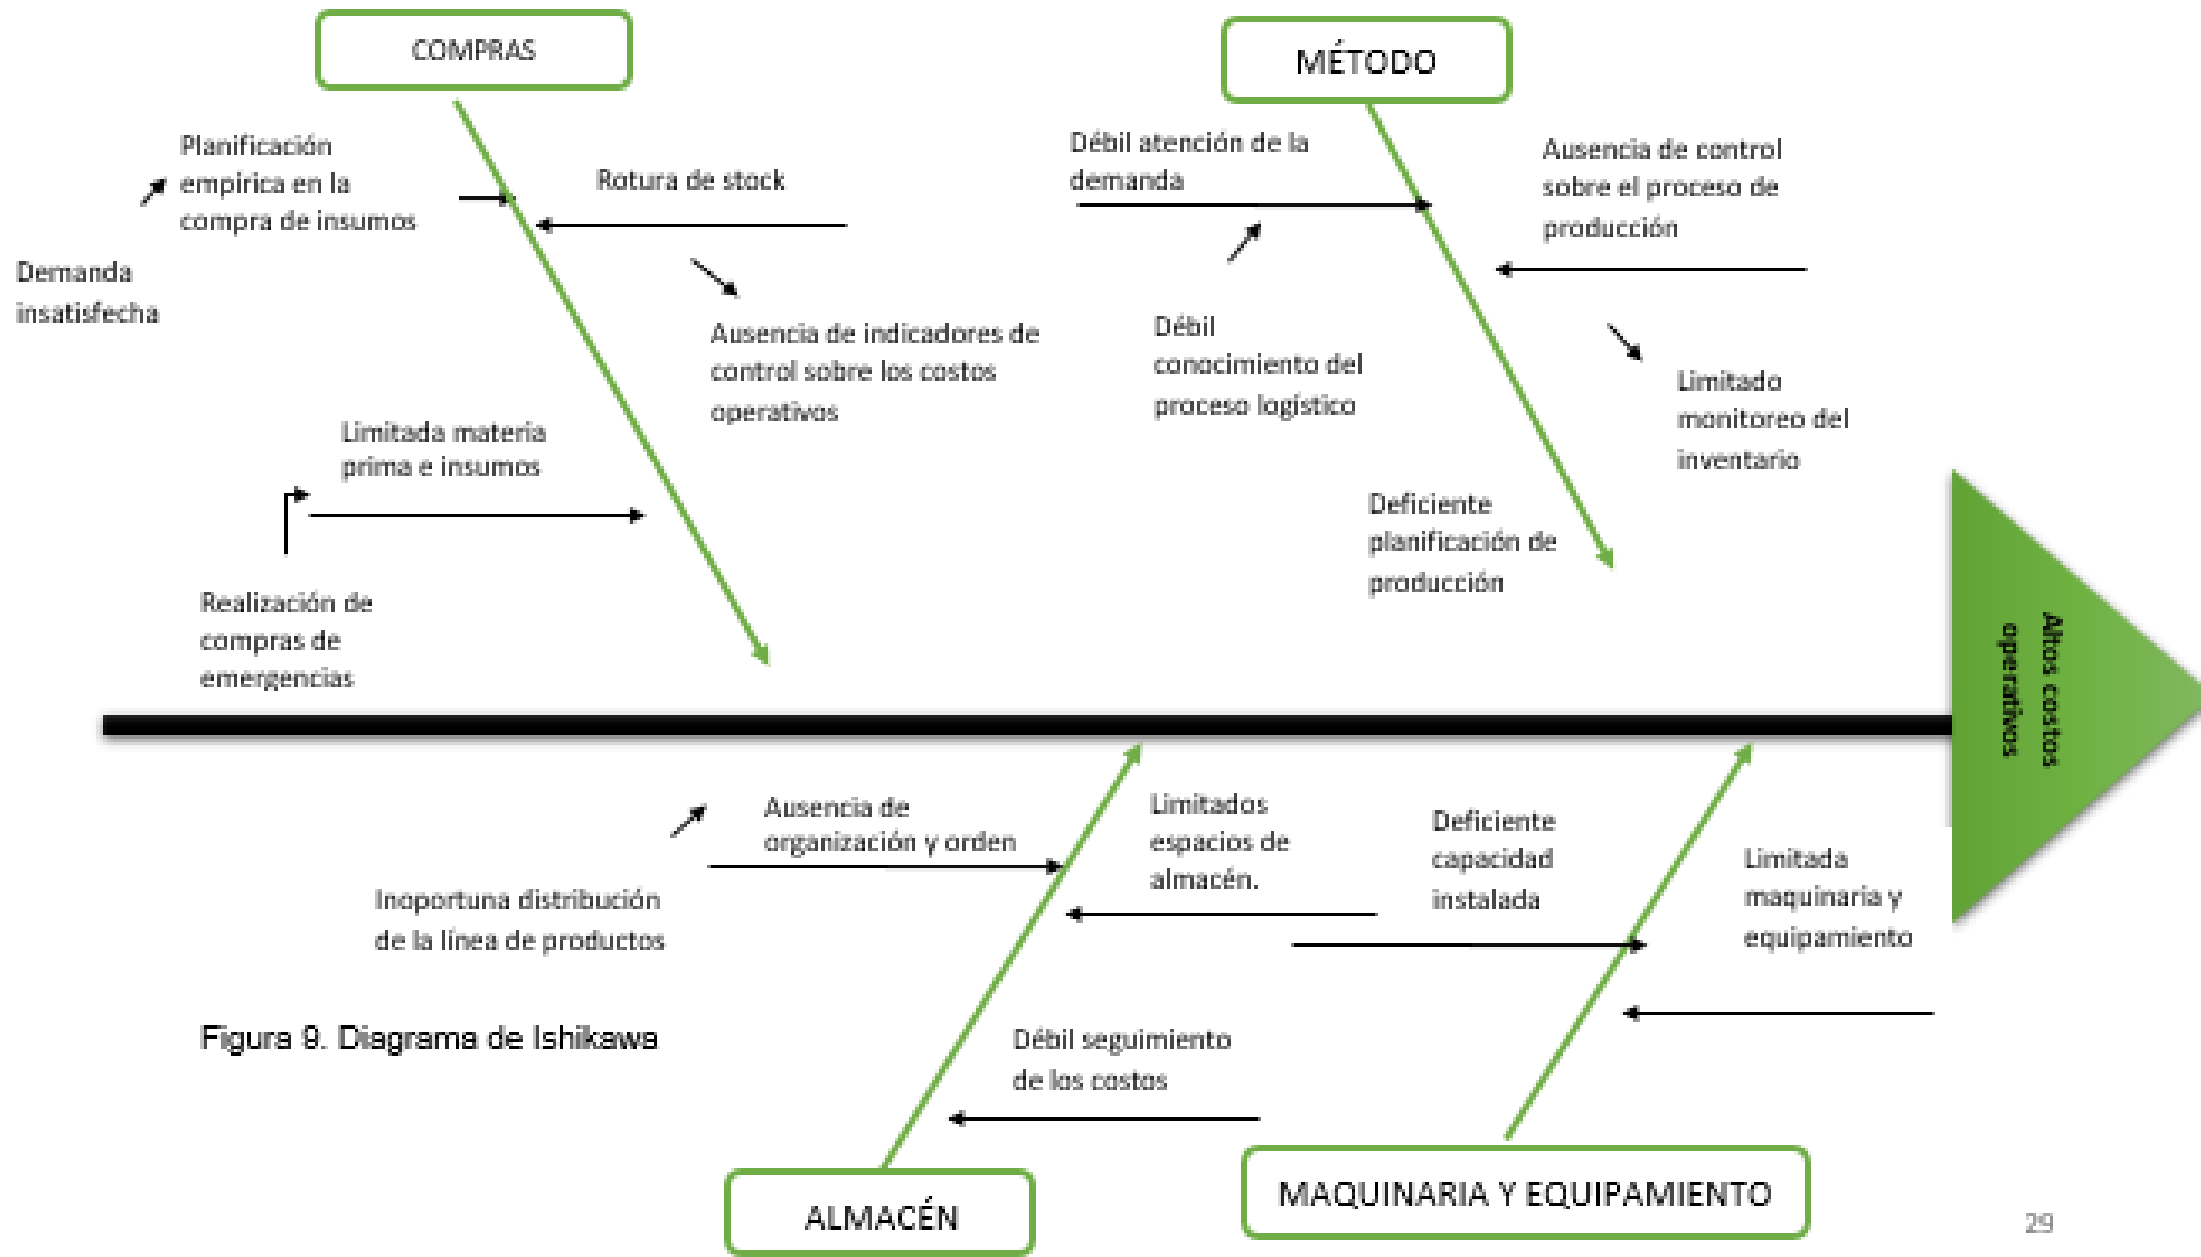 COMPRAS
MÉTODO
Planificación
empírica en la
compra de insumos
Rotura de stock
Débil atención de la
demanda
Ausencia de control
sobre el proceso de
producción
Demanda
insatisfecha
Ausencia de indicadores de
control sobre los costos
operativos
Débil
conocimiento del
proceso logístico
Limitado
monitoreo del
inventario
Limitada materia
prima e insumos
Deficiente
planificación de
producción
Realización de
compras de
emergencias
Altos costos
operativos
Ausencia de
organización y orden
Limitados
espacios de
almacén.
Deficiente
capacidad
instalada
Limitada
maquinaria y
equipamiento
Inoportuna distribución
de la línea de productos
Figura 9. Diagrama de Ishikawa
Débil seguimiento
de los costos
ALMACÉN
MAQUINARIA Y EQUIPAMIENTO
29